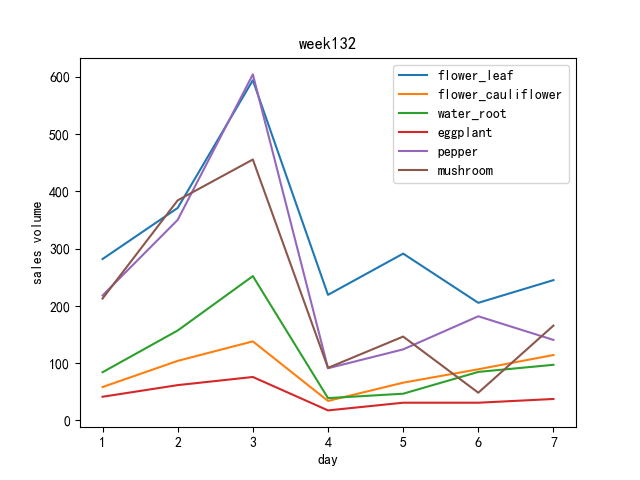 week132
flower_leaf
flower_cauliflower
water_root
eggplant
pepper
mushroom
sales volume
600
500
400
300
200
100
0
1 2 3 4 5 6 7
day